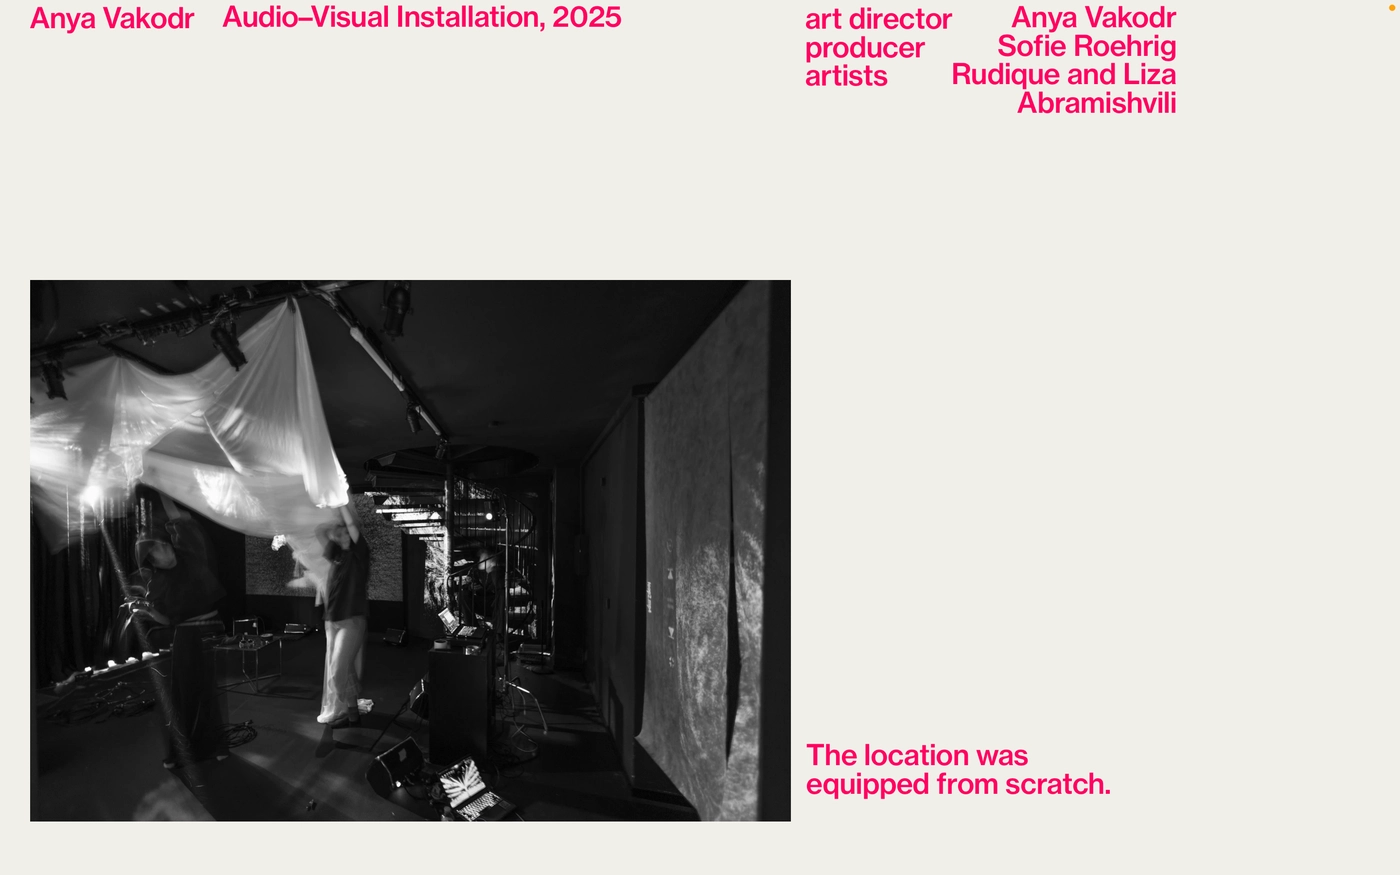 Anya Vakodr
Audio–Visual Installation, 2025
art director
producer
artists
Anya Vakodr
Sofie Roehrig
Rudique and Liza
Abramishvili
The location was
equipped from scratch.